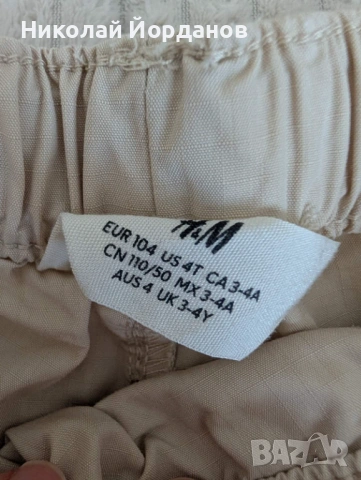 Николай Йорданов
H&M
EUR 104 US 4T CA 3-4A
CN 110/50 MX 3-4A
AUS 4 UK 3-4Y
BAZAR